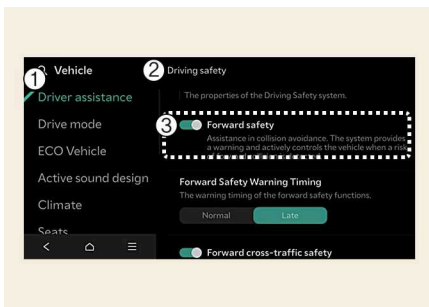 Vehicle
1
Driver assistance
Drive mode
ECO Vehicle
Active sound design
Climate
Seats
2 Driving safety
The properties of the Driving Safety system.
3 Forward safety
Assistance in collision avoidance. The system provides
a warning and actively controls the vehicle when a risk
Forward Safety Warning Timing
The warning timing of the forward safety functions.
Normal Late
Forward cross-traffic safety